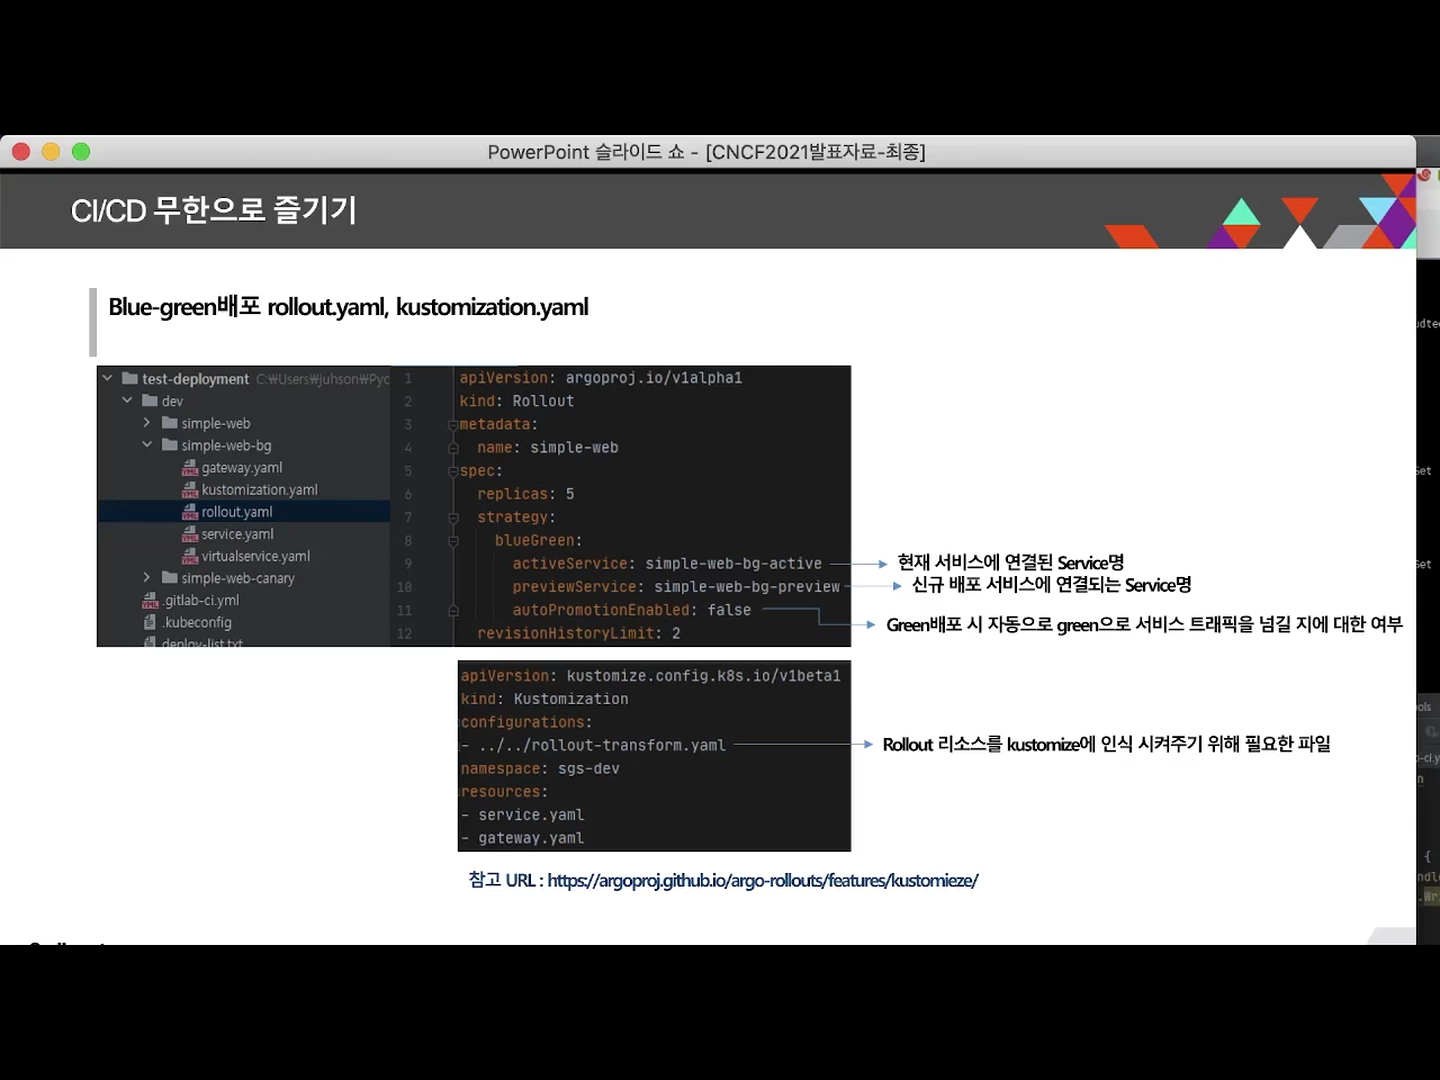 PowerPoint 슬라이드 쇼 - [CNCF2021발표자료-최종]
CI/CD 무한으로 즐기기
Blue-green배포 rollout.yaml, kustomization.yaml
test-deployment C:₩Users₩juhson₩Pyc
dev
simple-web
simple-web-bg
gateway.yaml
kustomization.yaml
rollout.yaml
service.yaml
virtualservice.yaml
simple-web-canary
.gitlab-ci.yml
.kubeconfig
deploy-list.txt
1 apiVersion: argoproj.io/v1alpha1
2 kind: Rollout
3 metadata:
4 name: simple-web
5 spec:
6 replicas: 5
7 strategy:
8 blueGreen:
9 activeService: simple-web-bg-active
10 previewService: simple-web-bg-preview
11 autoPromotionEnabled: false
12 revisionHistoryLimit: 2
현재 서비스에 연결된 Service명
신규 배포 서비스에 연결되는 Service명
Green배포 시 자동으로 green으로 서비스 트래픽을 넘길 지에 대한 여부
apiVersion: kustomize.config.k8s.io/v1beta1
kind: Kustomization
configurations:
- ../../rollout-transform.yaml
namespace: sgs-dev
resources:
- service.yaml
- gateway.yaml
Rollout 리소스를 kustomize에 인식 시켜주기 위해 필요한 파일
참고 URL : https://argoproj.github.io/argo-rollouts/features/kustomieze/